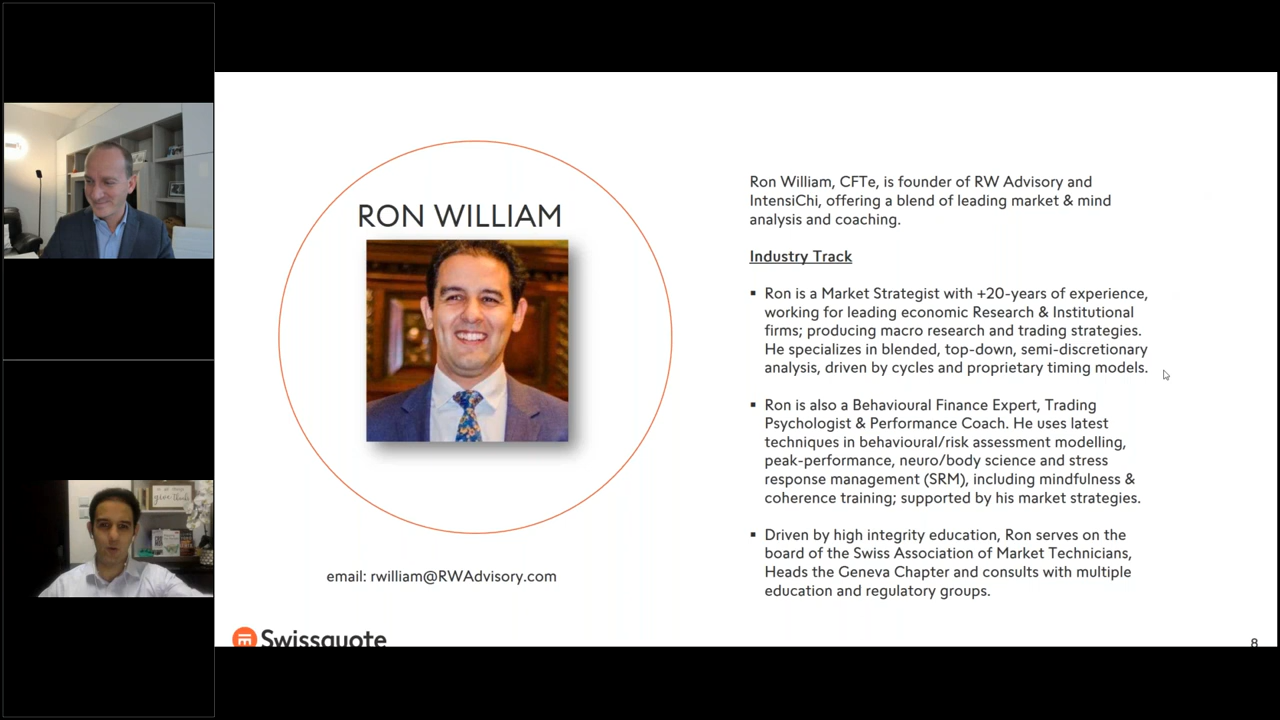 RON WILLIAM
email: rwilliam@RWAdvisory.com
Swissquote
Ron William, CFTe, is founder of RW Advisory and
IntensiChi, offering a blend of leading market & mind
analysis and coaching.
Industry Track
▪ Ron is a Market Strategist with +20-years of experience,
working for leading economic Research & Institutional
firms; producing macro research and trading strategies.
He specializes in blended, top-down, semi-discretionary
analysis, driven by cycles and proprietary timing models.
▪ Ron is also a Behavioural Finance Expert, Trading
Psychologist & Performance Coach. He uses latest
techniques in behavioural/risk assessment modelling,
peak-performance, neuro/body science and stress
response management (SRM), including mindfulness &
coherence training; supported by his market strategies.
▪ Driven by high integrity education, Ron serves on the
board of the Swiss Association of Market Technicians,
Heads the Geneva Chapter and consults with multiple
education and regulatory groups.
8
give thanks